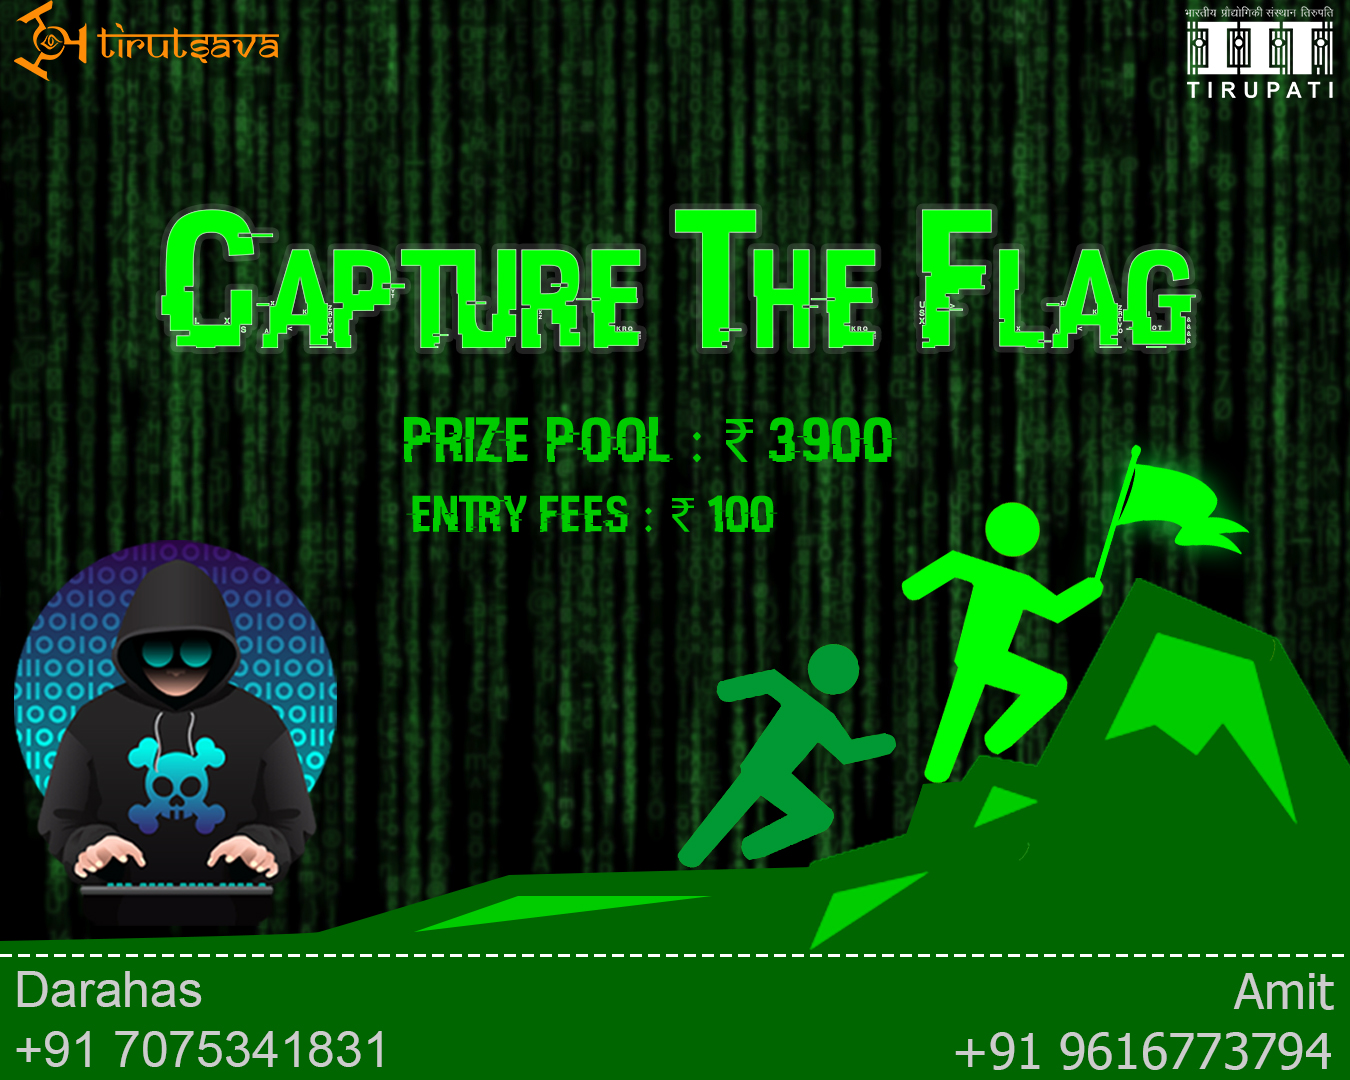 tirutsava
भारतीय प्रौद्योगिकी संस्थान तिरुपति
IIT
TIRUPATI
CAPTURE THE FLAG
PRIZE POOL : ₹ 3900
ENTRY FEES : ₹ 100
Darahas
+91 7075341831
Amit
+91 9616773794